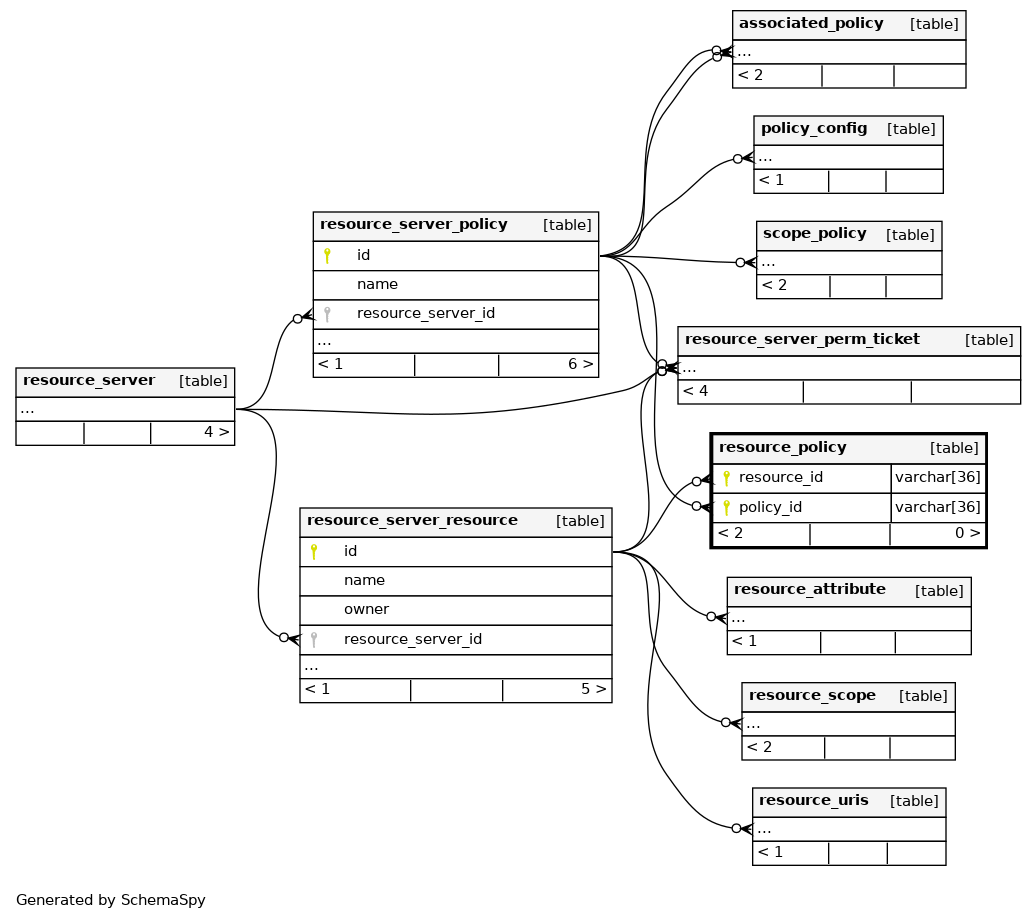 associated_policy [table]
...
< 2
policy_config [table]
...
< 1
resource_server_policy [table]
id
name
resource_server_id
...
< 1 6 >
scope_policy [table]
...
< 2
resource_server_perm_ticket [table]
...
< 4
resource_server [table]
...
4 >
resource_policy [table]
resource_id varchar[36]
policy_id varchar[36]
< 2 0 >
resource_server_resource [table]
id
name
owner
resource_server_id
...
< 1 5 >
resource_attribute [table]
...
< 1
resource_scope [table]
...
< 2
resource_uris [table]
...
< 1
Generated by SchemaSpy